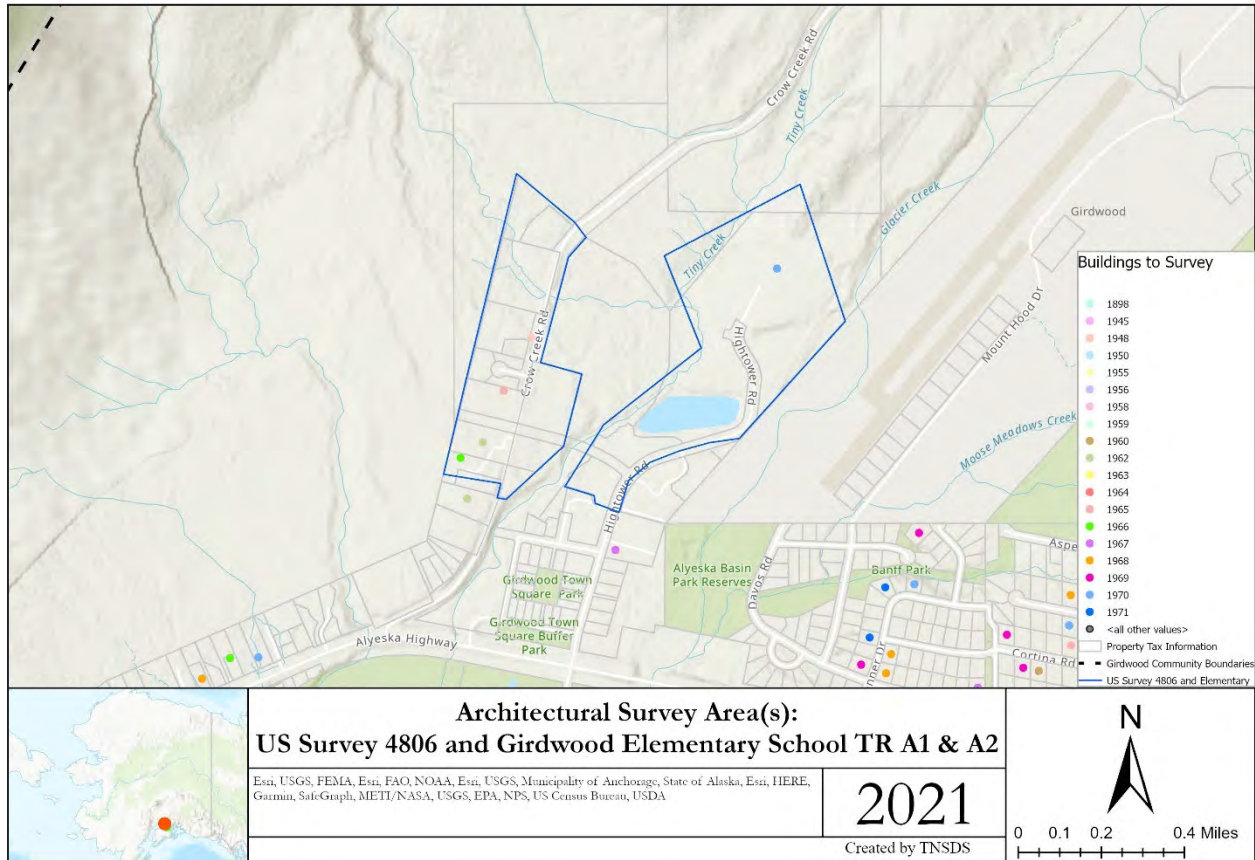 Crow Creek Rd
Tiny Creek
Glacier Creek
Girdwood
Tiny Creek
Mount Hood Dr
Crow Creek Rd
Hightower Rd
Moose Meadows Creek
Hightower Rd
Girdwood Town
Square Park
Girdwood Town
Square Buffer
Park
Alyeska Highway
Alyeska Basin
Park Reserves
Davos Rd
Banff Park
Aspe
Cortina Rd
nner Dr
Buildings to Survey
1898
1945
1948
1950
1955
1956
1958
1959
1960
1962
1963
1964
1965
1966
1967
1968
1969
1970
1971
<all other values>
Property Tax Information
Girdwood Community Boundaries
US Survey 4806 and Elementary
Architectural Survey Area(s):
US Survey 4806 and Girdwood Elementary School TR A1 & A2
Esri, USGS, FEMA, Esri, FAO, NOAA, Esri, USGS, Municipality of Anchorage, State of Alaska, Esri, HERE,
Garmin, SafeGraph, METI/NASA, USGS, EPA, NPS, US Census Bureau, USDA
2021
Created by TNSDS
N
0 0.1 0.2 0.4 Miles